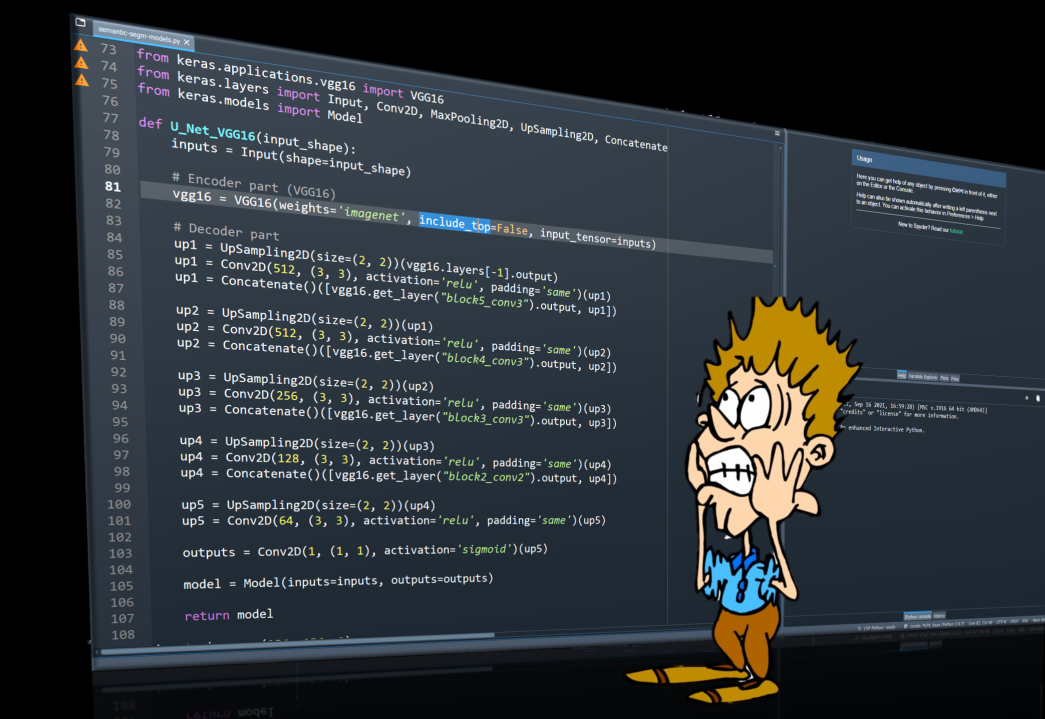 semantic-segm-models.py
73 from keras.applications.vgg16 import VGG16
74 from keras.layers import Input, Conv2D, MaxPooling2D, UpSampling2D, Concatenate
75 from keras.models import Model
76
77 def U_Net_VGG16(input_shape):
78 inputs = Input(shape=input_shape)
79
80 # Encoder part (VGG16)
81 vgg16 = VGG16(weights='imagenet', include_top=False, input_tensor=inputs)
82
83 # Decoder part
84 up1 = UpSampling2D(size=(2, 2))(vgg16.layers[-1].output)
85 up1 = Conv2D(512, (3, 3), activation='relu', padding='same')(up1)
86 up1 = Concatenate()([vgg16.get_layer("block5_conv3").output, up1])
87
88 up2 = UpSampling2D(size=(2, 2))(up1)
89 up2 = Conv2D(512, (3, 3), activation='relu', padding='same')(up2)
90 up2 = Concatenate()([vgg16.get_layer("block4_conv3").output, up2])
91
92 up3 = UpSampling2D(size=(2, 2))(up2)
93 up3 = Conv2D(256, (3, 3), activation='relu', padding='same')(up3)
94 up3 = Concatenate()([vgg16.get_layer("block3_conv3").output, up3])
95
96 up4 = UpSampling2D(size=(2, 2))(up3)
97 up4 = Conv2D(128, (3, 3), activation='relu', padding='same')(up4)
98 up4 = Concatenate()([vgg16.get_layer("block2_conv2").output, up4])
99
100 up5 = UpSampling2D(size=(2, 2))(up4)
101 up5 = Conv2D(64, (3, 3), activation='relu', padding='same')(up5)
102
103 outputs = Conv2D(1, (1, 1), activation='sigmoid')(up5)
104
105 model = Model(inputs=inputs, outputs=outputs)
106
107 return model
108
Usage
Here you can get help of any object by pressing Ctrl+I in front of it, either
on the Editor or the Console.
Help can also be shown automatically after writing a left parenthesis next
to an object. You can activate this behavior in Preferences > Help.
New to Spyder? Read our tutorial
Help Variable Explorer Plots Files
Sep 16 2021, 16:59:28) [MSC v.1916 64 bit (AMD64)]
"credits" or "license" for more information.
An enhanced Interactive Python.
IPython console History